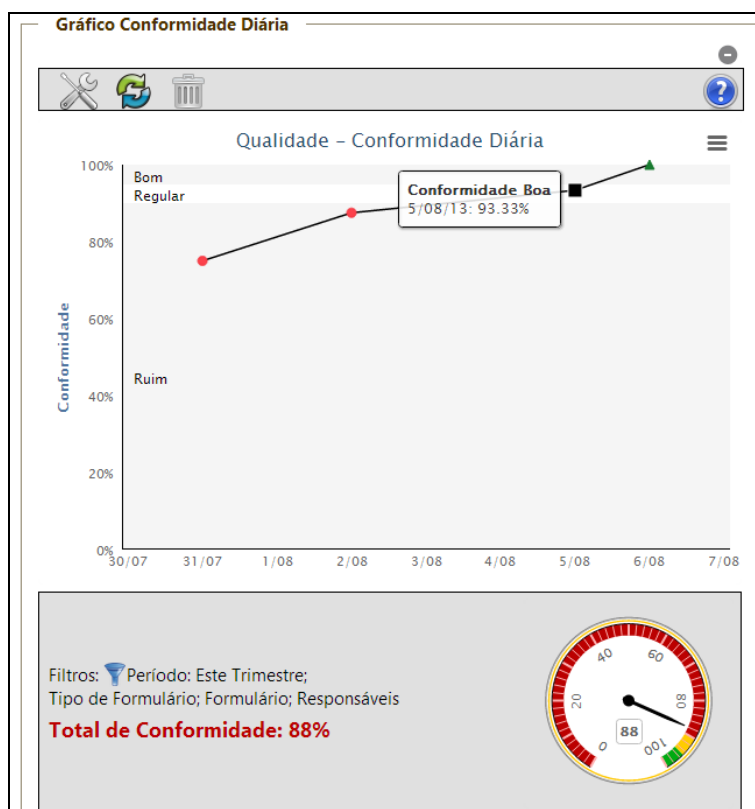 Gráfico Conformidade Diária
Qualidade – Conformidade Diária
100%
Bom
Regular
Conformidade Boa
5/08/13: 93.33%
80%
60%
Conformidade
Ruim
40%
20%
0%
30/07 31/07 1/08 2/08 3/08 4/08 5/08 6/08 7/08
Filtros: Período: Este Trimestre;
Tipo de Formulário; Formulário; Responsáveis
Total de Conformidade: 88%
0 20 40 60 80 100
88